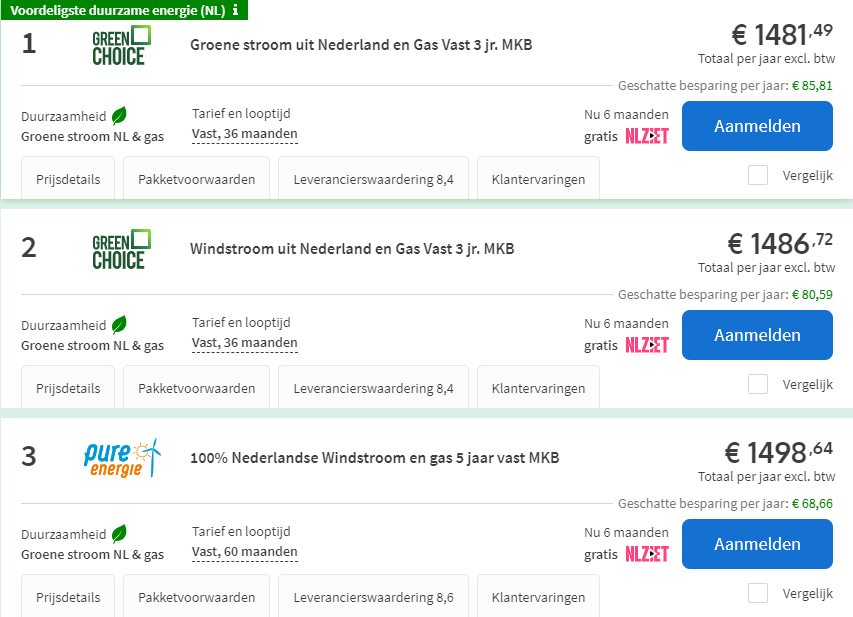 Voordeligste duurzame energie (NL) i
1
GREEN
CHOICE
Groene stroom uit Nederland en Gas Vast 3 jr. MKB
€ 1481,49
Totaal per jaar excl. btw
Geschatte besparing per jaar: € 85,81
Duurzaamheid
Groene stroom NL & gas
Tarief en looptijd
Vast, 36 maanden
Nu 6 maanden
gratis NLZIET
Aanmelden
Prijsdetails
Pakketvoorwaarden
Leverancierswaardering 8,4
Klantervaringen
Vergelijk
2
GREEN
CHOICE
Windstroom uit Nederland en Gas Vast 3 jr. MKB
€ 1486,72
Totaal per jaar excl. btw
Geschatte besparing per jaar: € 80,59
Duurzaamheid
Groene stroom NL & gas
Tarief en looptijd
Vast, 36 maanden
Nu 6 maanden
gratis NLZIET
Aanmelden
Prijsdetails
Pakketvoorwaarden
Leverancierswaardering 8,4
Klantervaringen
Vergelijk
3
pure
energie
100% Nederlandse Windstroom en gas 5 jaar vast MKB
€ 1498,64
Totaal per jaar excl. btw
Geschatte besparing per jaar: € 68,66
Duurzaamheid
Groene stroom NL & gas
Tarief en looptijd
Vast, 60 maanden
Nu 6 maanden
gratis NLZIET
Aanmelden
Prijsdetails
Pakketvoorwaarden
Leverancierswaardering 8,6
Klantervaringen
Vergelijk